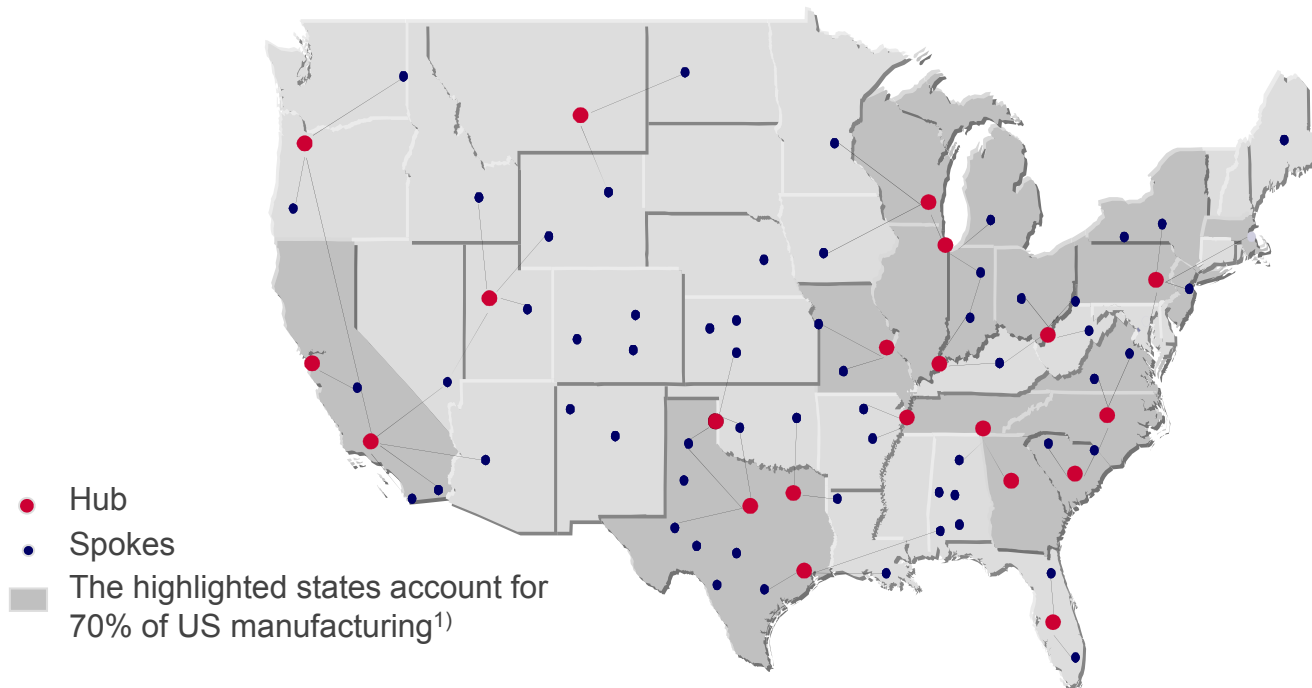 Hub
Spokes
The highlighted states account for
70% of US manufacturing1)